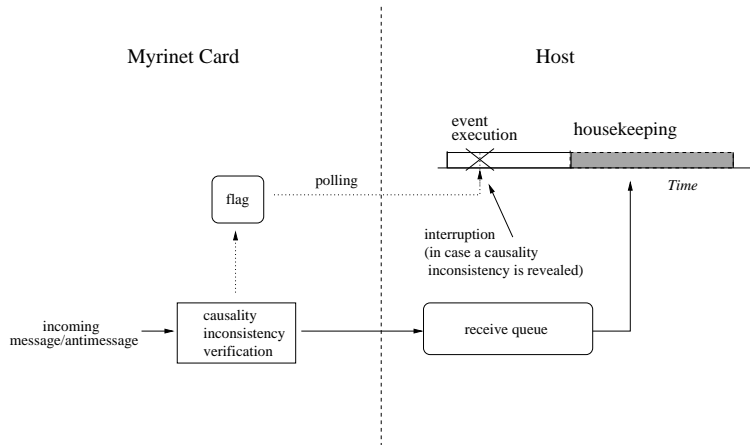 Myrinet Card
Host
event
execution
housekeeping
Time
polling
flag
interruption
(in case a causality
inconsistency is revealed)
incoming
message/antimessage
causality
inconsistency
verification
receive queue